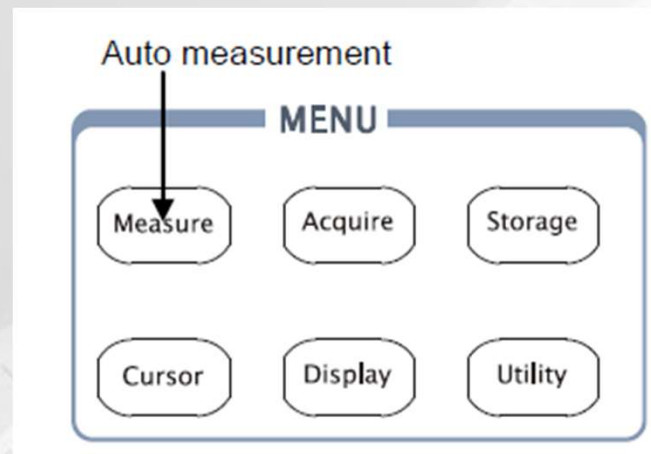 Auto measurement
MENU
Measure Acquire Storage
Cursor Display Utility